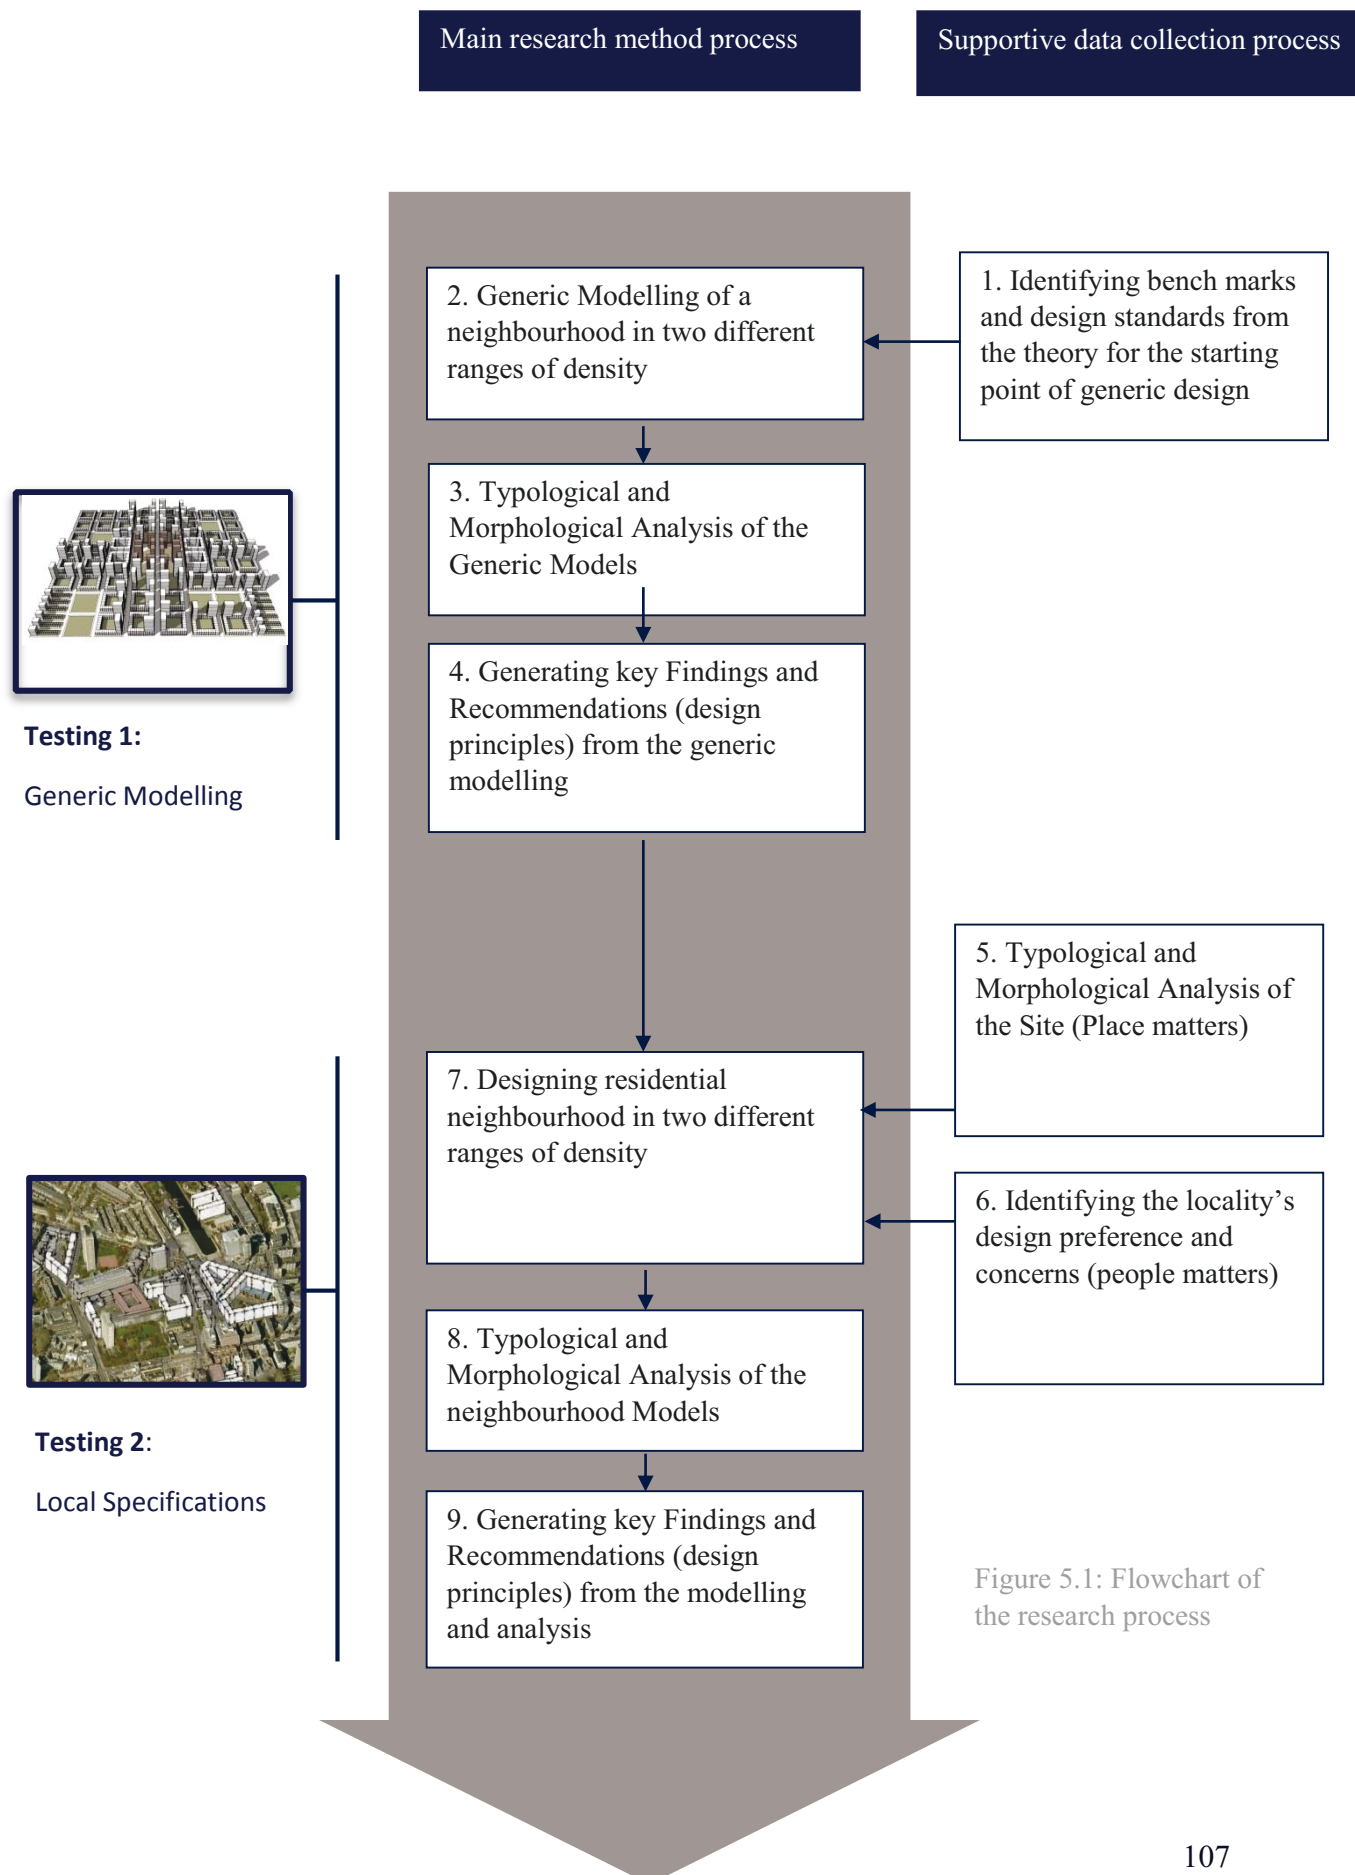 Main research method process
Supportive data collection process
1. Identifying bench marks
and design standards from
the theory for the starting
point of generic design
2. Generic Modelling of a
neighbourhood in two different
ranges of density
3. Typological and
Morphological Analysis of the
Generic Models
4. Generating key Findings and
Recommendations (design
principles) from the generic
modelling
Testing 1:
Generic Modelling
5. Typological and
Morphological Analysis of
the Site (Place matters)
6. Identifying the locality’s
design preference and
concerns (people matters)
7. Designing residential
neighbourhood in two different
ranges of density
8. Typological and
Morphological Analysis of the
neighbourhood Models
9. Generating key Findings and
Recommendations (design
principles) from the modelling
and analysis
Testing 2:
Local Specifications
Figure 5.1: Flowchart of
the research process
107